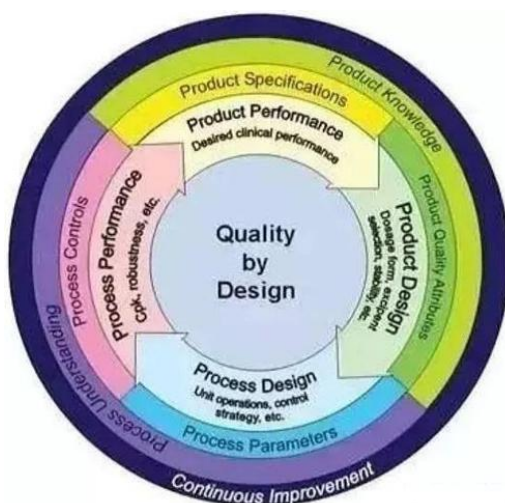 Product Knowledge
Product Specifications
Product Performance
Desired clinical performance
Product Quality Attributes
Product Design
Dosage form, excipent
selection, stability,
etc.
Quality
by
Design
Process Design
Unit operations, control
strategy, etc.
Process Parameters
Process Performance
Cpk, robustness, etc.
Process Controls
Process Understanding
Continuous Improvement